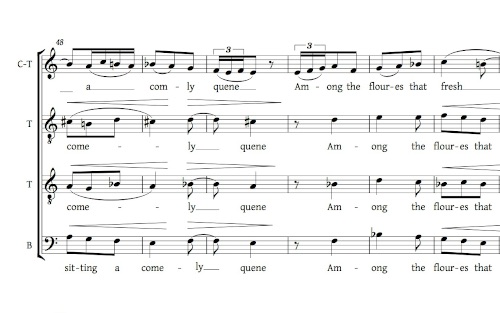 48
C-T
3
3
a com - ly quene Am - ong the flour-es that fresh
T
come - ly quene Am - ong the flour-es that
T
come - ly quene Am - ong the flour-es that
B
sit-ting a come - ly quene Am - ong the flour-es that